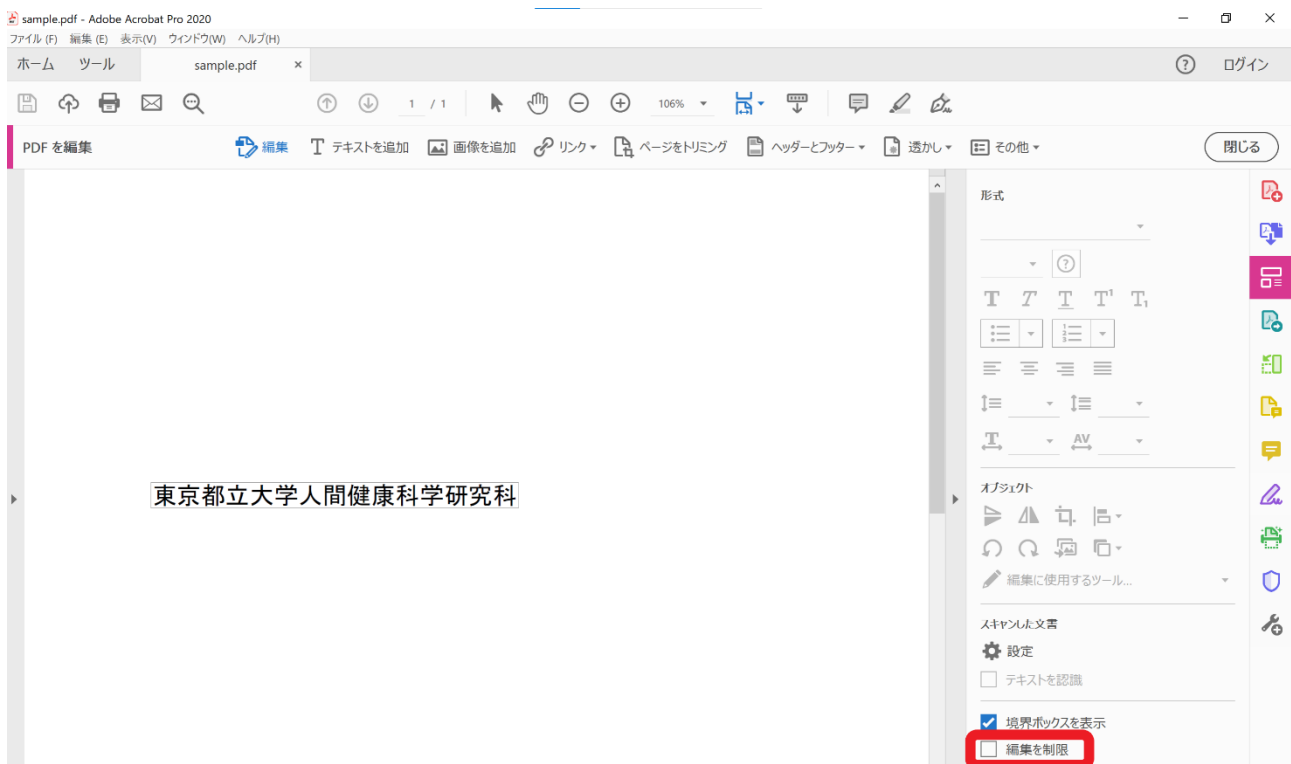 sample.pdf - Adobe Acrobat Pro 2020
ファイル (F) 編集 (E) 表示(V) ウィンドウ(W) ヘルプ(H)
ホーム ツール sample.pdf × ログイン
1 / 1 106%
PDF を編集 編集 テキストを追加 画像を追加 リンク ページをトリミング ヘッダーとフッター 透かし その他 閉じる
形式
東京都立大学人間健康科学研究科
オブジェクト
編集に使用するツール...
スキャンした文書
設定
テキストを認識
境界ボックスを表示
編集を制限